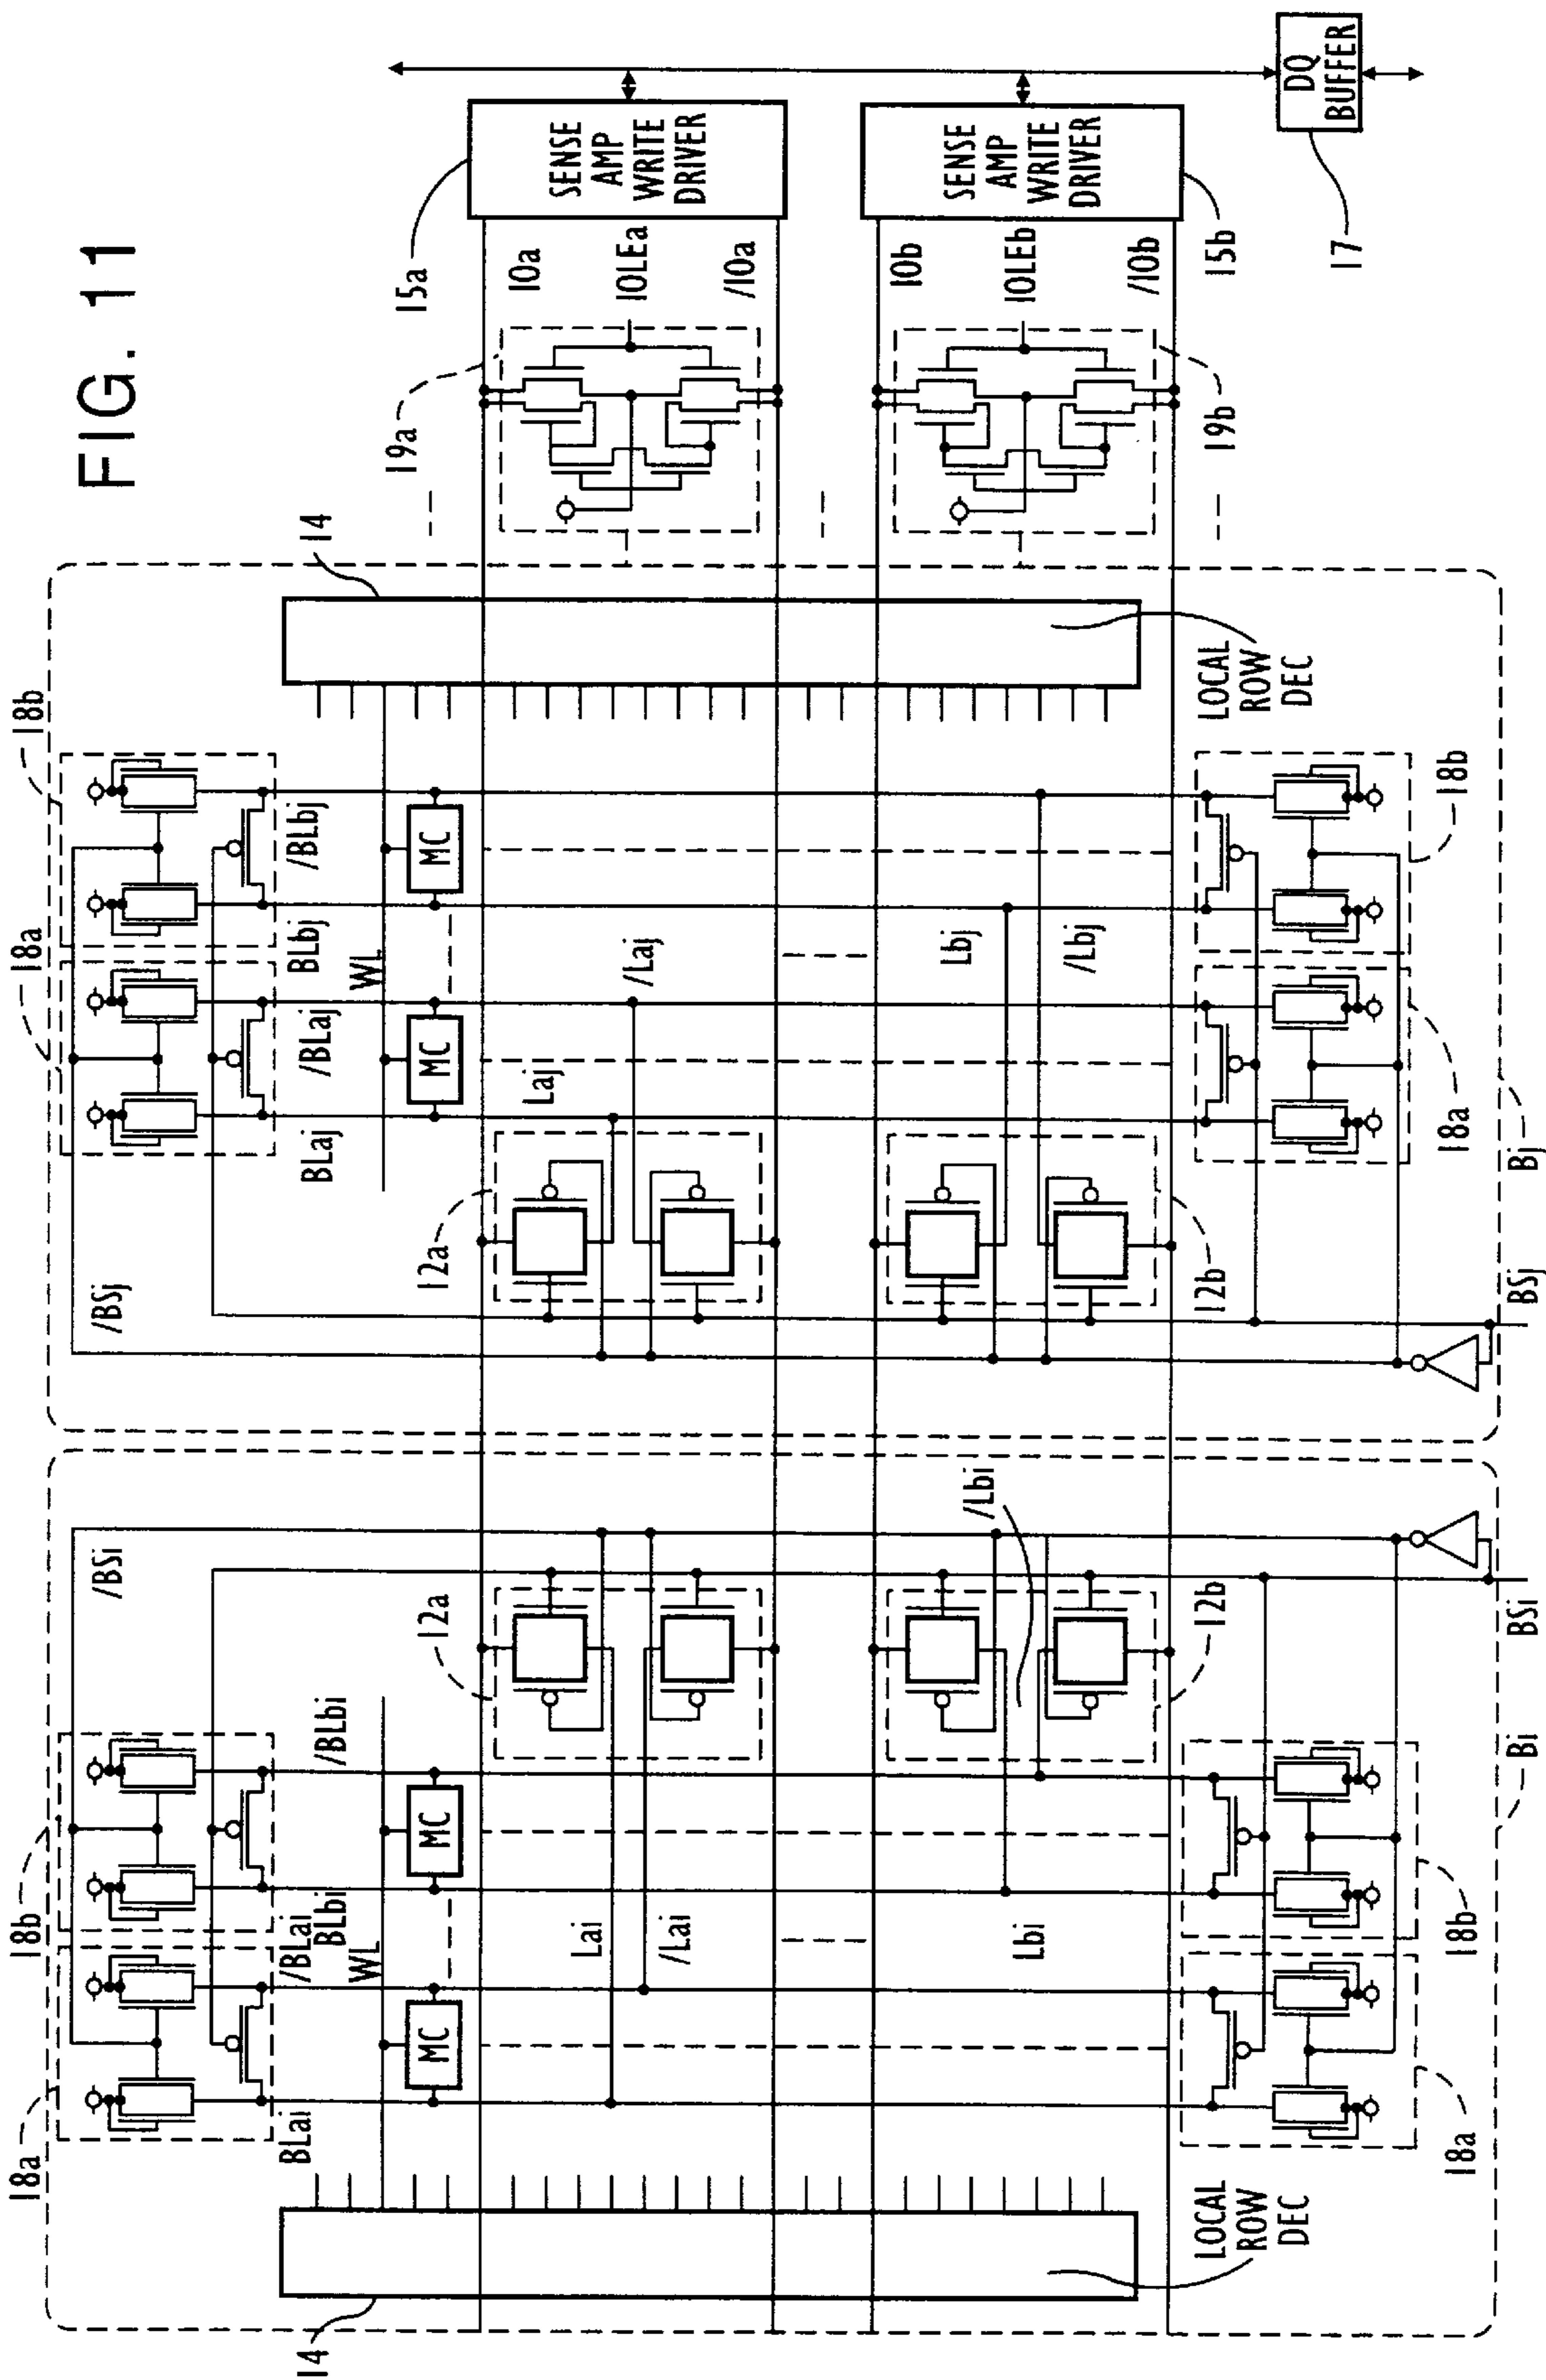 FIG. 11
18a
18b
18a
18b
/BSi
/BSj
14
BLai
/BLai
BLbi
/BLbi
BLaj
/BLaj
BLbj
/BLbj
WL
WL
MC
MC
MC
MC
14
12a
12a
19a
15a
Lai
/Lai
Laj
/Laj
IOa
IOLEa
/IOa
SENSE
AMP
WRITE
DRIVER
Lbi
/Lbi
Lbj
/Lbj
IOb
IOLEb
/IOb
SENSE
AMP
WRITE
DRIVER
12b
12b
19b
15b
LOCAL
ROW
DEC
LOCAL
ROW
DEC
17
DQ
BUFFER
18a
18b
18a
18b
Bi
BSi
BSj
Bj